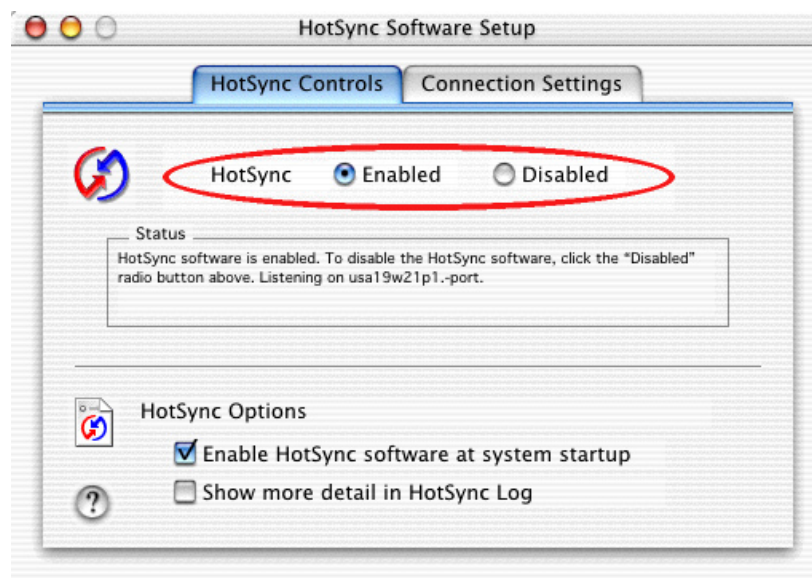 HotSync Software Setup
HotSync Controls
Connection Settings
HotSync Enabled Disabled
Status
HotSync software is enabled. To disable the HotSync software, click the “Disabled”
radio button above. Listening on usa19w21p1.-port.
HotSync Options
Enable HotSync software at system startup
Show more detail in HotSync Log
?